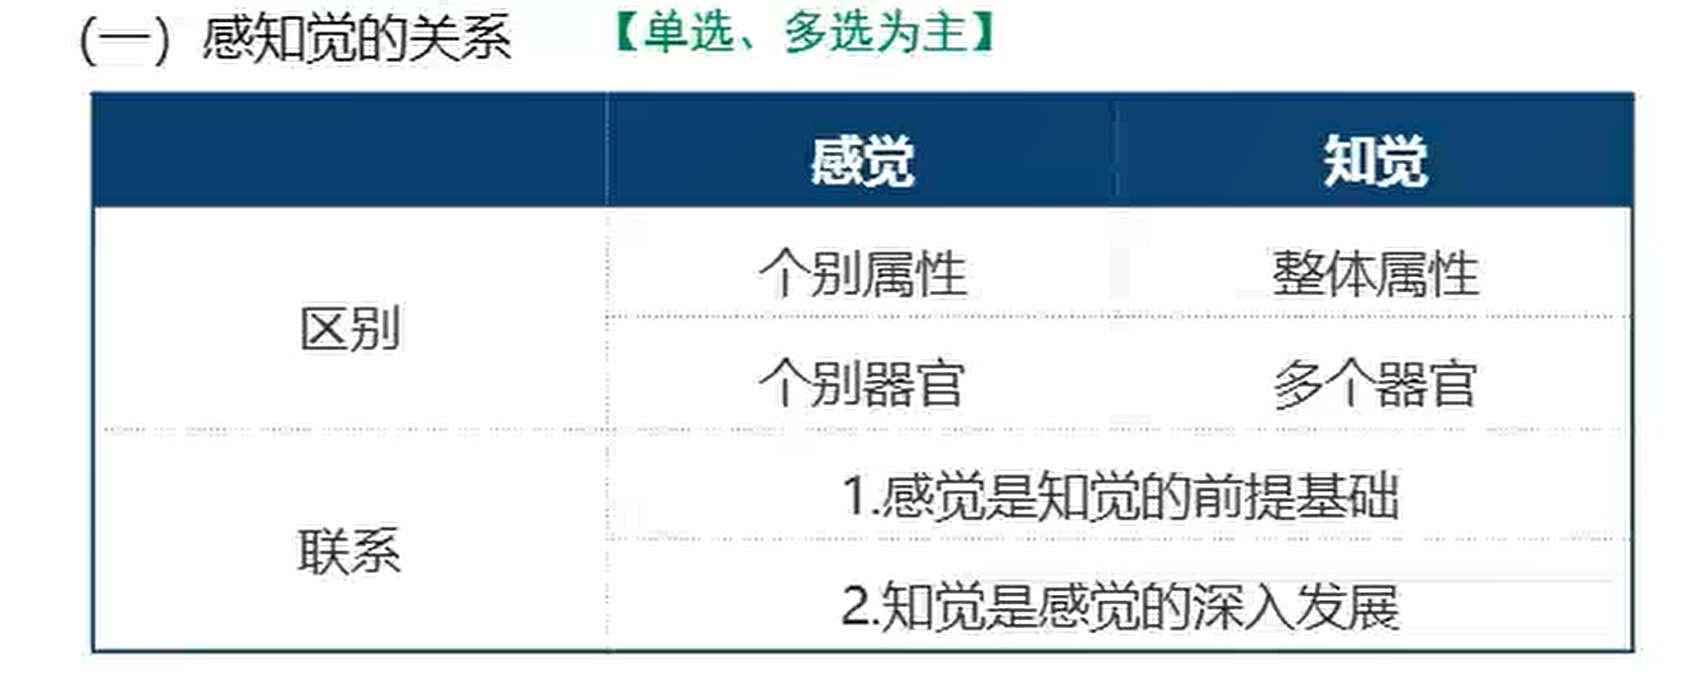 （一）感知觉的关系 【单选、多选为主】
感觉 知觉
区别
个别属性 整体属性
个别器官 多个器官
联系
1.感觉是知觉的前提基础
2.知觉是感觉的深入发展